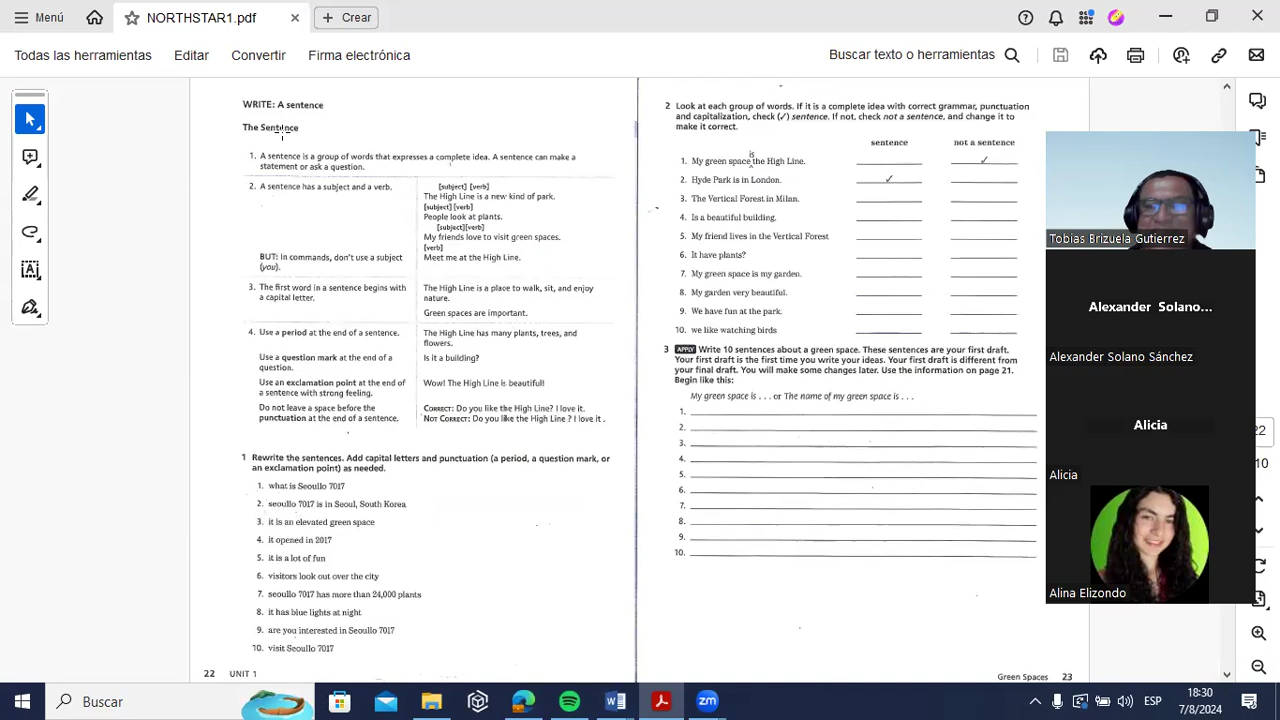 Menú
NORTHSTAR1.pdf
Crear
Todas las herramientas
Editar
Convertir
Firma electrónica
Buscar texto o herramientas
WRITE: A sentence
The Sentence
1. A sentence is a group of words that expresses a complete idea. A sentence can make a
statement or ask a question.
2. A sentence has a subject and a verb.
[subject] [verb]
The High Line is a new kind of park.
[subject] [verb]
People look at plants.
[subject][verb]
My friends love to visit green spaces.
BUT: In commands, don't use a subject
(you).
[verb]
Meet me at the High Line.
3. The first word in a sentence begins with
a capital letter.
The High Line is a place to walk, sit, and enjoy
nature.
Green spaces are important.
4. Use a period at the end of a sentence.
The High Line has many plants, trees, and
flowers.
Use a question mark at the end of a
question.
Is it a building?
Use an exclamation point at the end of
a sentence with strong feeling.
Wow! The High Line is beautiful!
Do not leave a space before the
punctuation at the end of a sentence.
CORRECT: Do you like the High Line? I love it.
NOT CORRECT: Do you like the High Line ? I love it .
1 Rewrite the sentences. Add capital letters and punctuation (a period, a question mark, or
an exclamation point) as needed.
1. what is Seoullo 7017
2. seoullo 7017 is in Seoul, South Korea
3. it is an elevated green space
4. it opened in 2017
5. it is a lot of fun
6. visitors look out over the city
7. seoullo 7017 has more than 24,000 plants
8. it has blue lights at night
9. are you interested in Seoullo 7017
10. visit Seoullo 7017
22 UNIT 1
2 Look at each group of words. If it is a complete idea with correct grammar, punctuation
and capitalization, check (✓) sentence. If not, check not a sentence, and change it to
make it correct.
sentence not a sentence
is
1. My green space ‸ the High Line. ✓
2. Hyde Park is in London. ✓
3. The Vertical Forest in Milan.
4. Is a beautiful building.
5. My friend lives in the Vertical Forest
6. It have plants?
7. My green space is my garden.
8. My garden very beautiful.
9. We have fun at the park.
10. we like watching birds
3 APPLY Write 10 sentences about a green space. These sentences are your first draft.
Your first draft is the first time you write your ideas. Your first draft is different from
your final draft. You will make some changes later. Use the information on page 21.
Begin like this:
My green space is . . . or The name of my green space is . . .
1.
2.
3.
4.
5.
6.
7.
8.
9.
10.
Green Spaces 23
Tobias Brizuela Gutierrez
Alexander Solano...
Alexander Solano Sánchez
Alicia
Alicia
Alina Elizondo
22
10
Buscar
ESP
18:30
7/8/2024